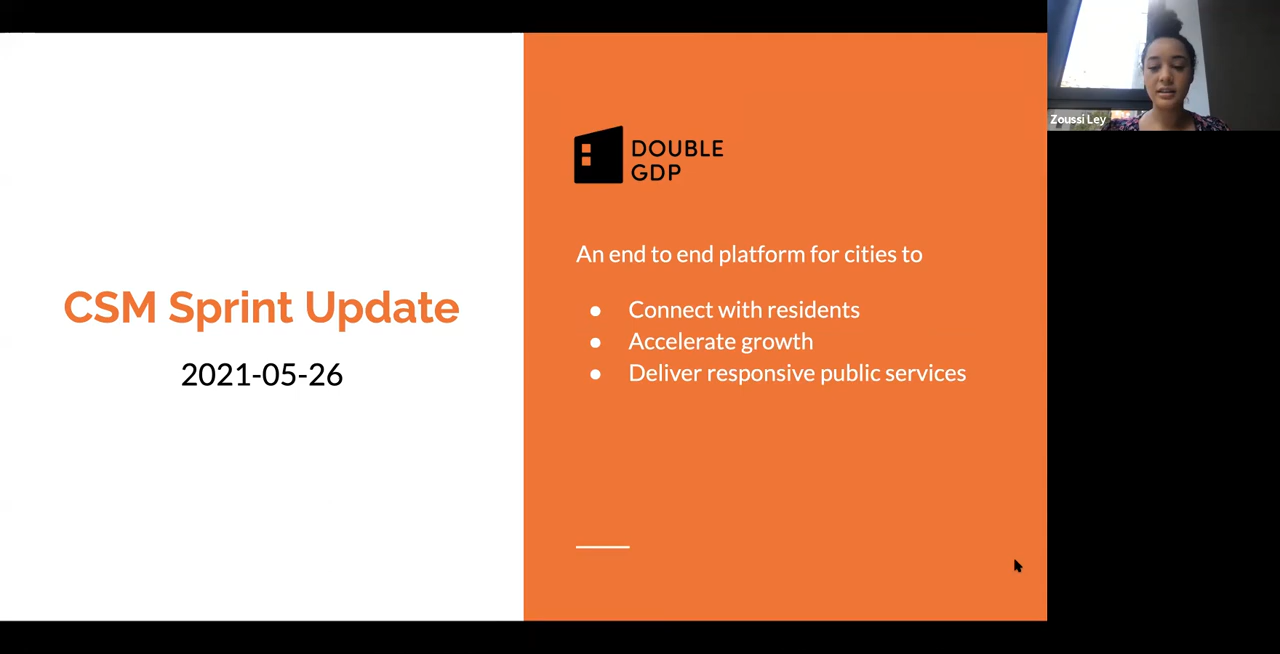 CSM Sprint Update
2021-05-26
DOUBLE
GDP
An end to end platform for cities to
● Connect with residents
● Accelerate growth
● Deliver responsive public services
Zoussi Ley